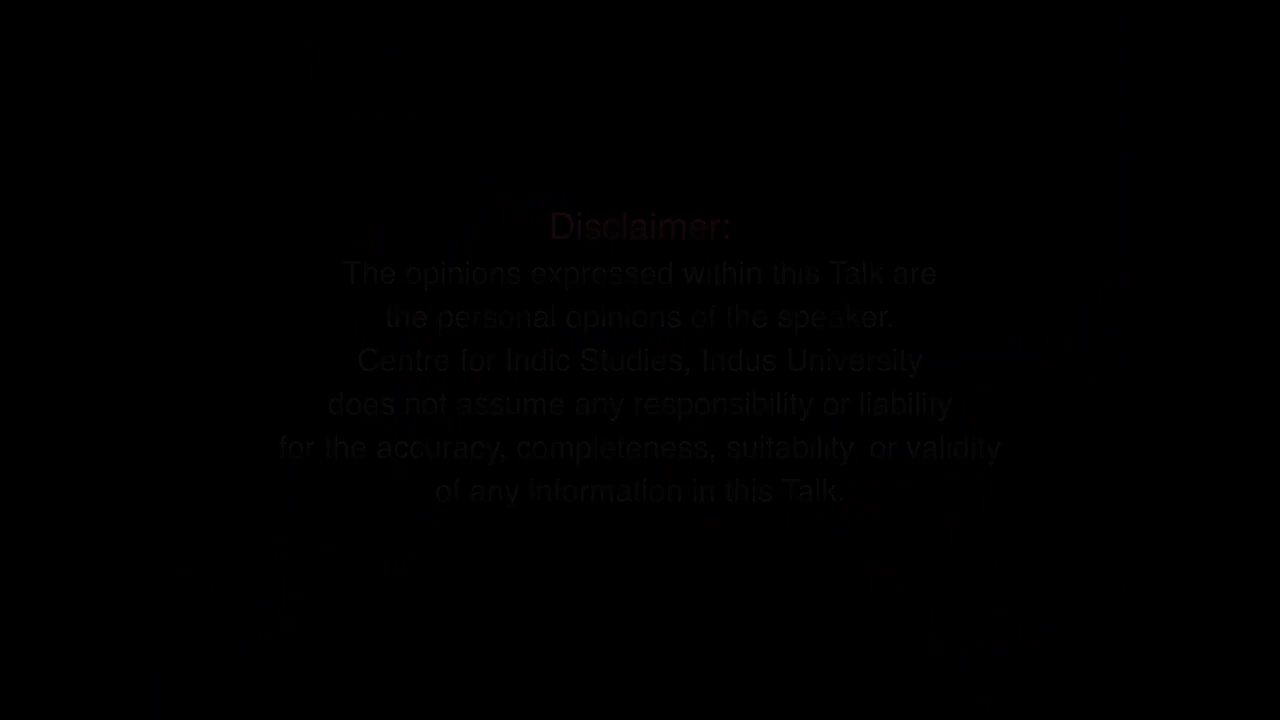 Disclaimer:
The opinions expressed within this Talk are
the personal opinions of the speaker.
Centre for Indic Studies, Indus University
does not assume any responsibility or liability
for the accuracy, completeness, suitability or validity
of any information in this Talk.